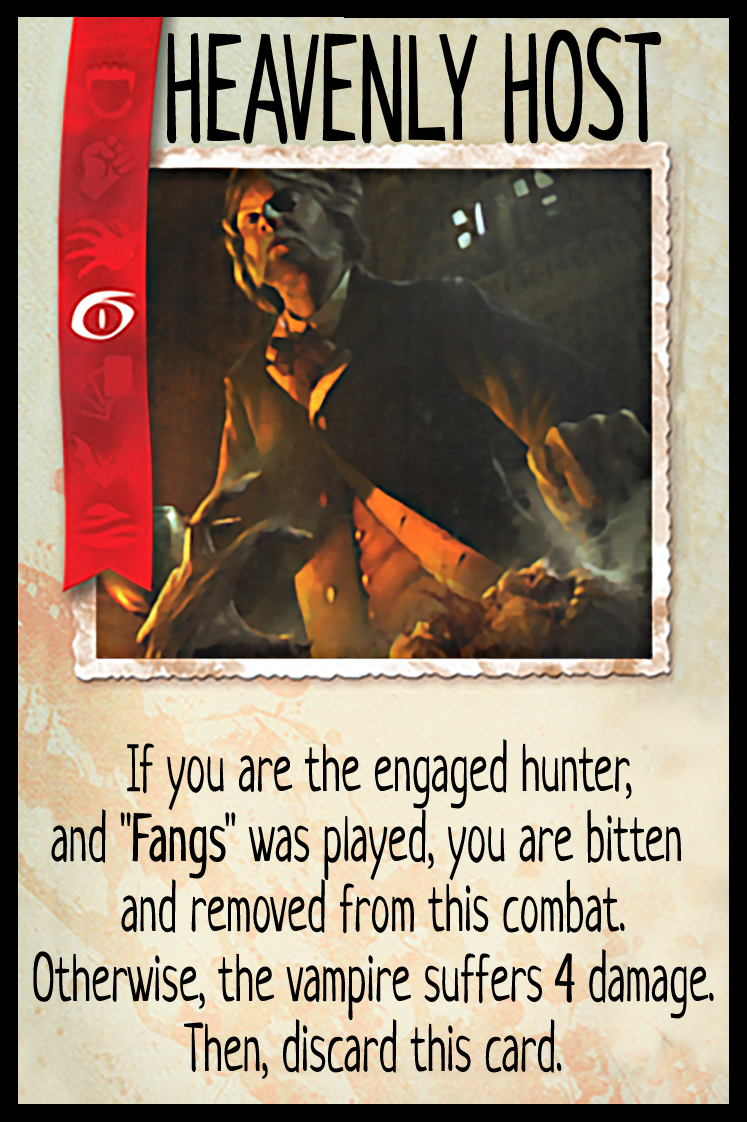 HEAVENLY HOST
If you are the engaged hunter,
and "Fangs" was played, you are bitten
and removed from this combat.
Otherwise, the vampire suffers 4 damage.
Then, discard this card.